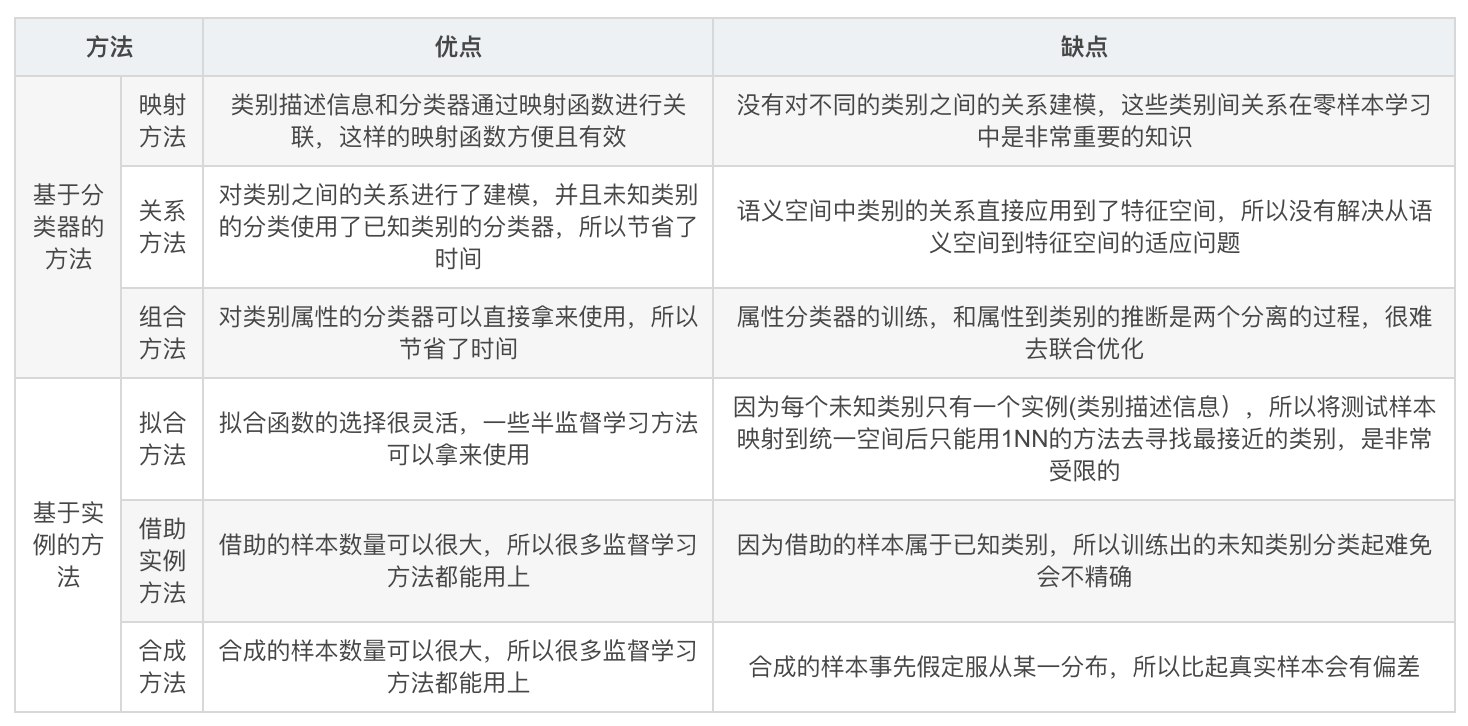 方法
优点
缺点
基于分
类器的
方法
映射
方法
类别描述信息和分类器通过映射函数进行关
联，这样的映射函数方便且有效
没有对不同的类别之间的关系建模，这些类别间关系在零样本学习
中是非常重要的知识
关系
方法
对类别之间的关系进行了建模，并且未知类别
的分类使用了已知类别的分类器，所以节省了
时间
语义空间中类别的关系直接应用到了特征空间，所以没有解决从语
义空间到特征空间的适应问题
组合
方法
对类别属性的分类器可以直接拿来使用，所以
节省了时间
属性分类器的训练，和属性到类别的推断是两个分离的过程，很难
去联合优化
基于实
例的方
法
拟合
方法
拟合函数的选择很灵活，一些半监督学习方法
可以拿来使用
因为每个未知类别只有一个实例(类别描述信息），所以将测试样本
映射到统一空间后只能用1NN的方法去寻找最接近的类别，是非常
受限的
借助
实例
方法
借助的样本数量可以很大，所以很多监督学习
方法都能用上
因为借助的样本属于已知类别，所以训练出的未知类别分类起难免
会不精确
合成
方法
合成的样本数量可以很大，所以很多监督学习
方法都能用上
合成的样本事先假定服从某一分布，所以比起真实样本会有偏差